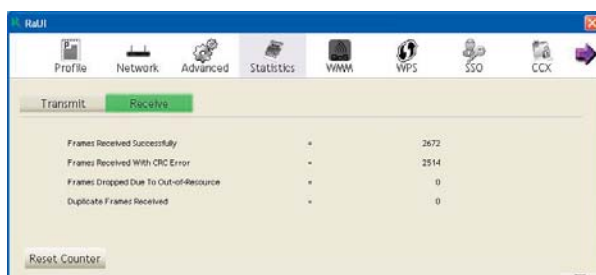 RaUI
Profile Network Advanced Statistics WMM WPS SSO CCX
Transmit Receive
Frames Received Successfully = 2672
Frames Received With CRC Error = 2514
Frames Dropped Due To Out-of-Resource = 0
Duplicate Frames Received = 0
Reset Counter